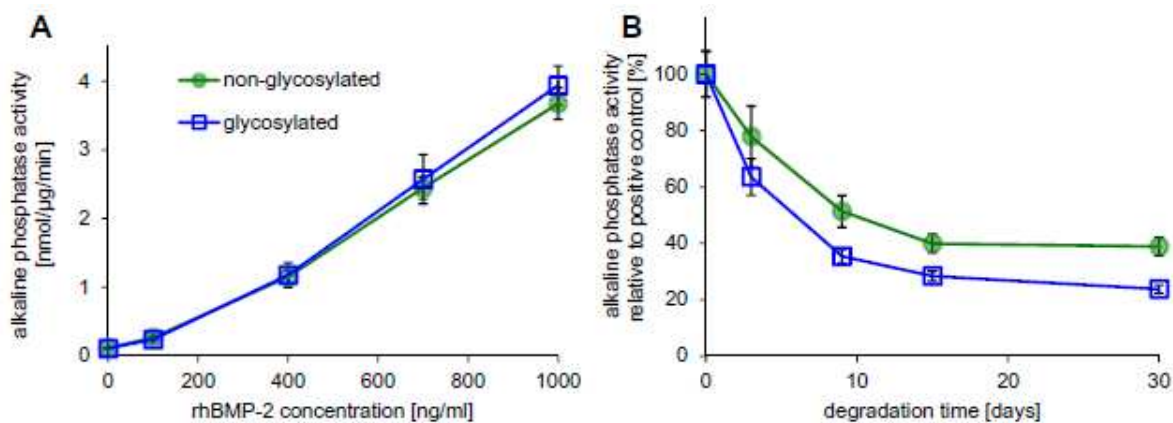 A
alkaline phosphatase activity
[nmol/µg/min]
4
3
2
1
0
non-glycosylated
glycosylated
0 200 400 600 800 1000
rhBMP-2 concentration [ng/ml]
B
alkaline phosphatase activity
relative to positive control [%]
100
80
60
40
20
0
0 10 20 30
degradation time [days]